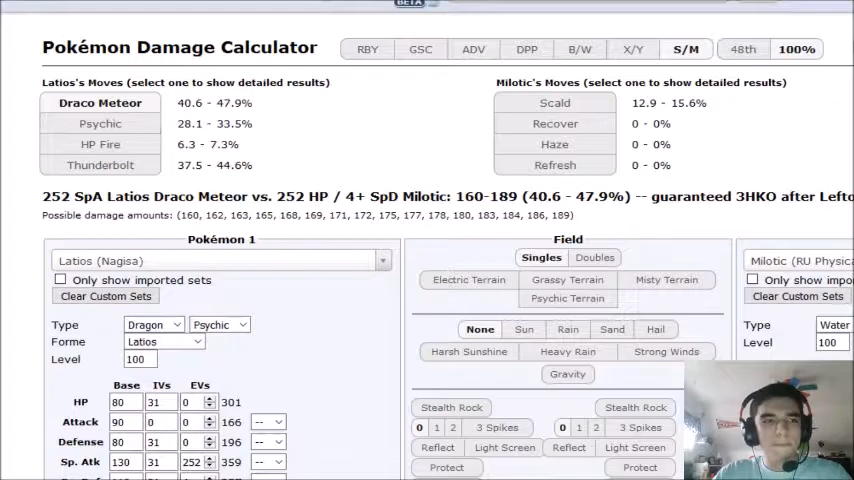 BETA
Pokémon Damage Calculator
RBY GSC ADV DPP B/W X/Y S/M 48th 100%
Latios's Moves (select one to show detailed results)
Milotic's Moves (select one to show detailed results)
Draco Meteor 40.6 - 47.9%
Scald 12.9 - 15.6%
Psychic 28.1 - 33.5%
Recover 0 - 0%
HP Fire 6.3 - 7.3%
Haze 0 - 0%
Thunderbolt 37.5 - 44.6%
Refresh 0 - 0%
252 SpA Latios Draco Meteor vs. 252 HP / 4+ SpD Milotic: 160-189 (40.6 - 47.9%) -- guaranteed 3HKO after Lefto
Possible damage amounts: (160, 162, 163, 165, 168, 169, 171, 172, 175, 177, 178, 180, 183, 184, 186, 189)
Pokémon 1
Latios (Nagisa)
Only show imported sets
Clear Custom Sets
Type Dragon Psychic
Forme Latios
Level 100
Base IVs EVs
HP 80 31 0 301
Attack 90 0 0 166 --
Defense 80 31 0 196 --
Sp. Atk 130 31 252 359 --
Field
Singles Doubles
Electric Terrain Grassy Terrain Misty Terrain
Psychic Terrain
None Sun Rain Sand Hail
Harsh Sunshine Heavy Rain Strong Winds
Gravity
Stealth Rock Stealth Rock
0 1 2 3 Spikes 0 1 2 3 Spikes
Reflect Light Screen Reflect Light Screen
Protect Protect
Milotic (RU Physica
Only show impo
Clear Custom Sets
Type Water
Forme
Level 100